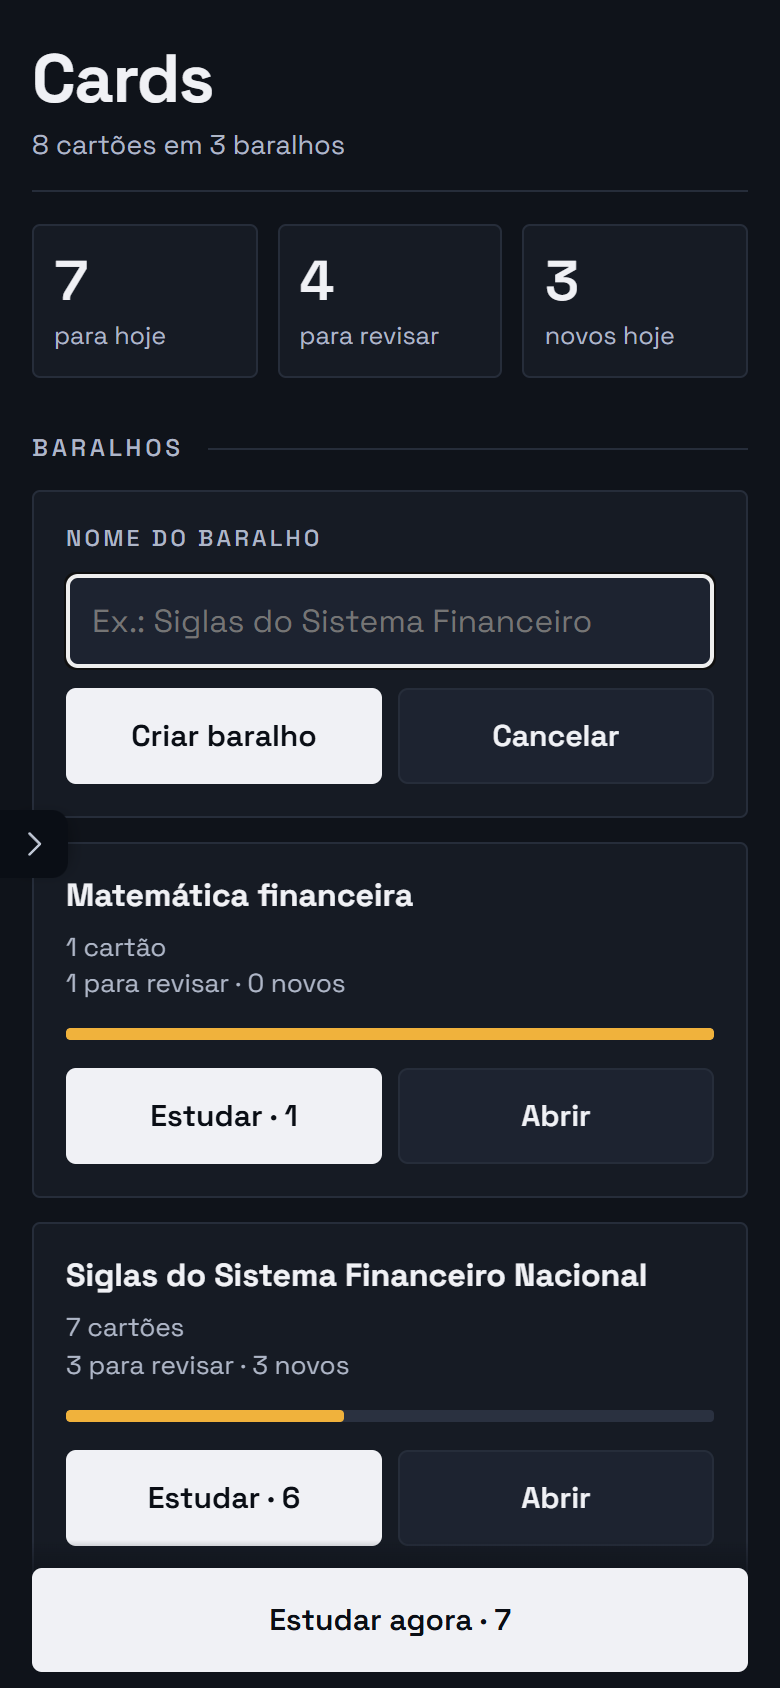 Cards
8 cartões em 3 baralhos
7
para hoje
4
para revisar
3
novos hoje
BARALHOS
NOME DO BARALHO
Ex.: Siglas do Sistema Financeiro
Criar baralho
Cancelar
Matemática financeira
1 cartão
1 para revisar · 0 novos
Estudar · 1
Abrir
Siglas do Sistema Financeiro Nacional
7 cartões
3 para revisar · 3 novos
Estudar · 6
Abrir
Estudar agora · 7